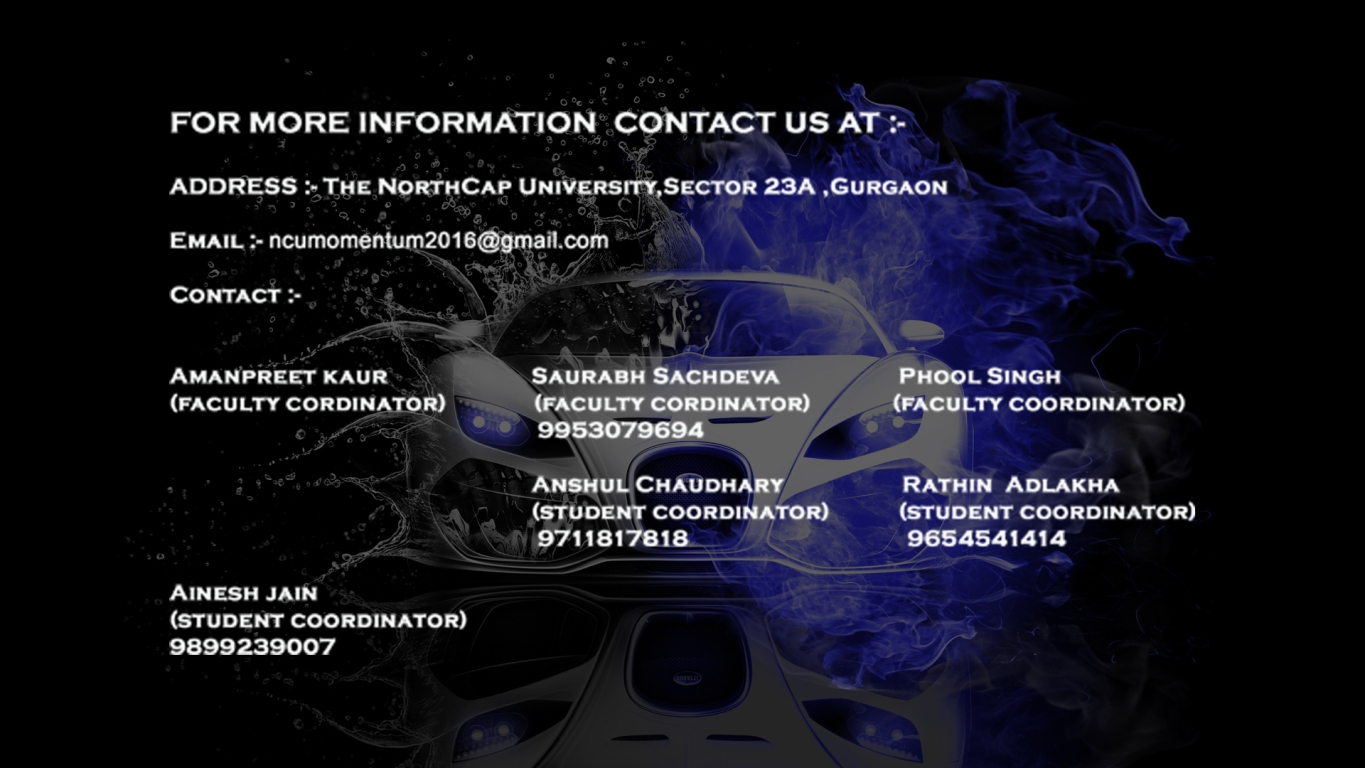 FOR MORE INFORMATION CONTACT US AT :-
ADDRESS :- THE NORTHCAP UNIVERSITY,SECTOR 23A ,GURGAON
EMAIL :- ncumomentum2016@gmail.com
CONTACT :-
AMANPREET KAUR
(FACULTY CORDINATOR)
SAURABH SACHDEVA
(FACULTY CORDINATOR)
9953079694
PHOOL SINGH
(FACULTY COORDINATOR)
ANSHUL CHAUDHARY
(STUDENT COORDINATOR)
9711817818
RATHIN ADLAKHA
(STUDENT COORDINATOR)
9654541414
AINESH JAIN
(STUDENT COORDINATOR)
9899239007